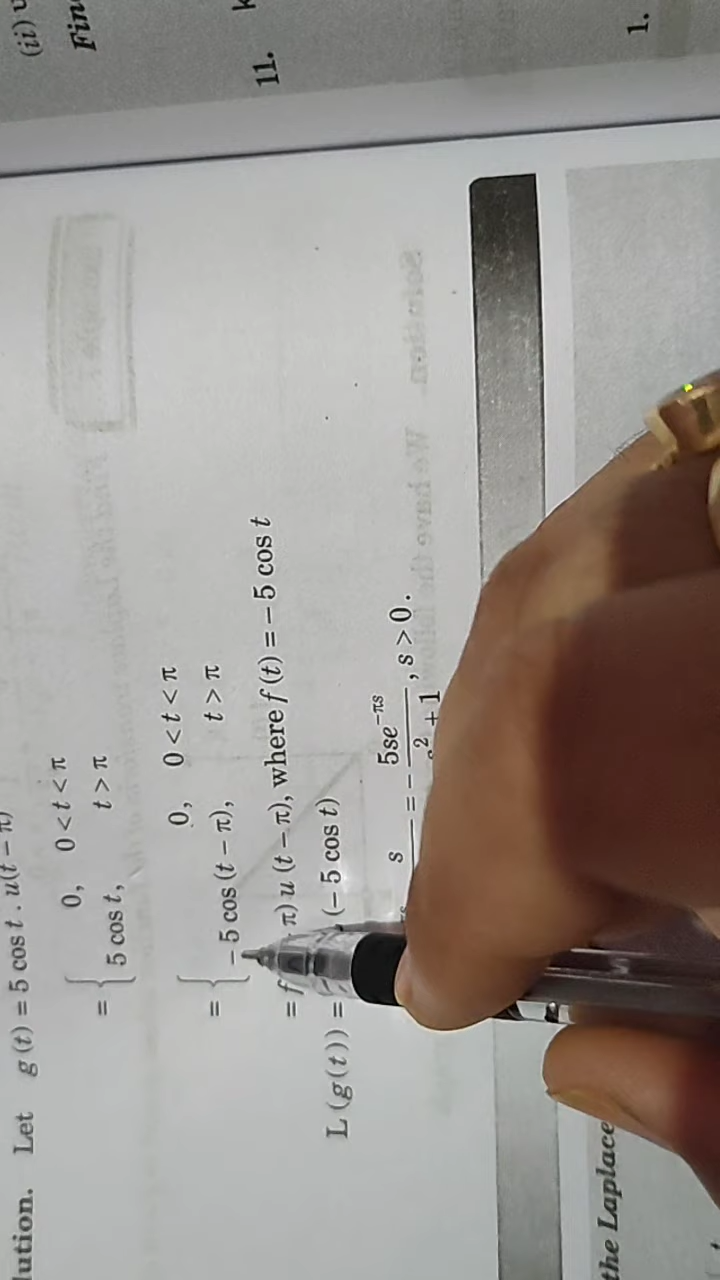 (ii) u
Fin
11. k
1.
lution. Let g(t) = 5 cos t . u(t – π)
= { 0, 0 < t < π
5 cos t, t > π
= { 0, 0 < t < π
– 5 cos (t – π), t > π
= f π) u (t – π), where f (t) = – 5 cos t
L (g(t)) = (– 5 cos t)
s = – 5se^{–πs} / s² + 1 , s > 0.
the Laplace